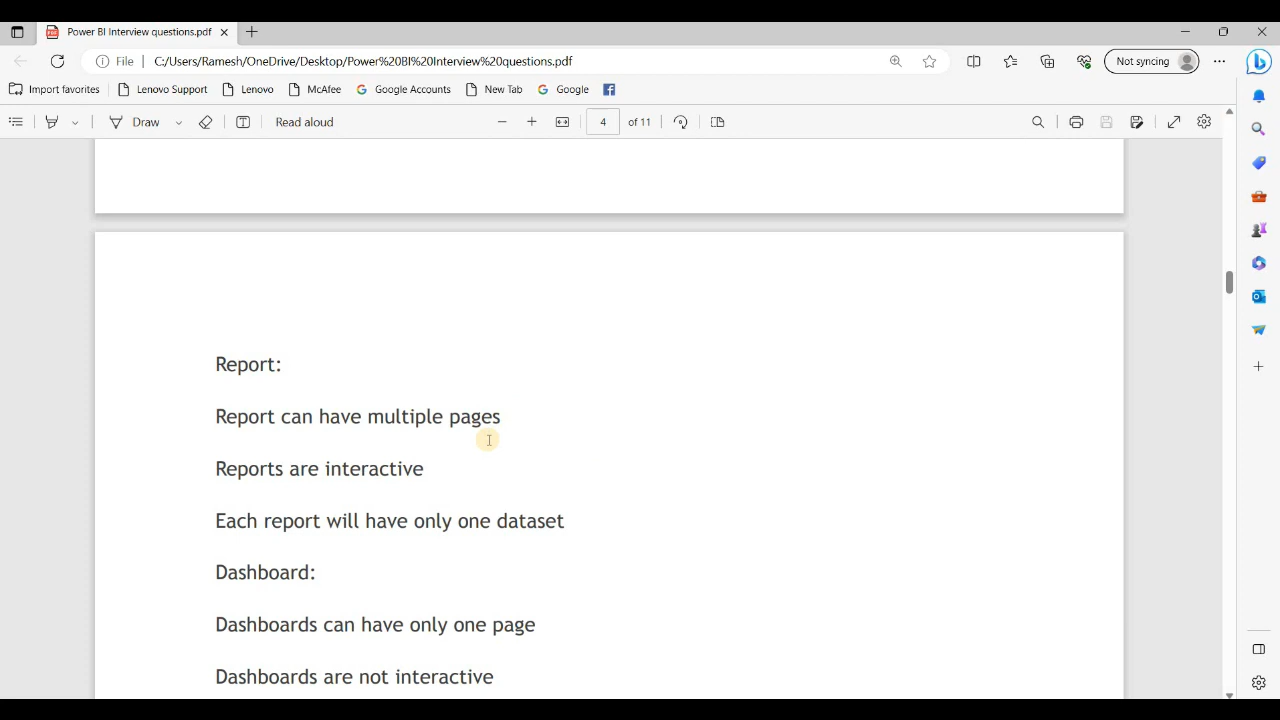 Power BI Interview questions.pdf
File
C:/Users/Ramesh/OneDrive/Desktop/Power%20BI%20Interview%20questions.pdf
Not syncing
Import favorites
Lenovo Support
Lenovo
McAfee
Google Accounts
New Tab
Google
Draw
Read aloud
4 of 11
Report:
Report can have multiple pages
Reports are interactive
Each report will have only one dataset
Dashboard:
Dashboards can have only one page
Dashboards are not interactive